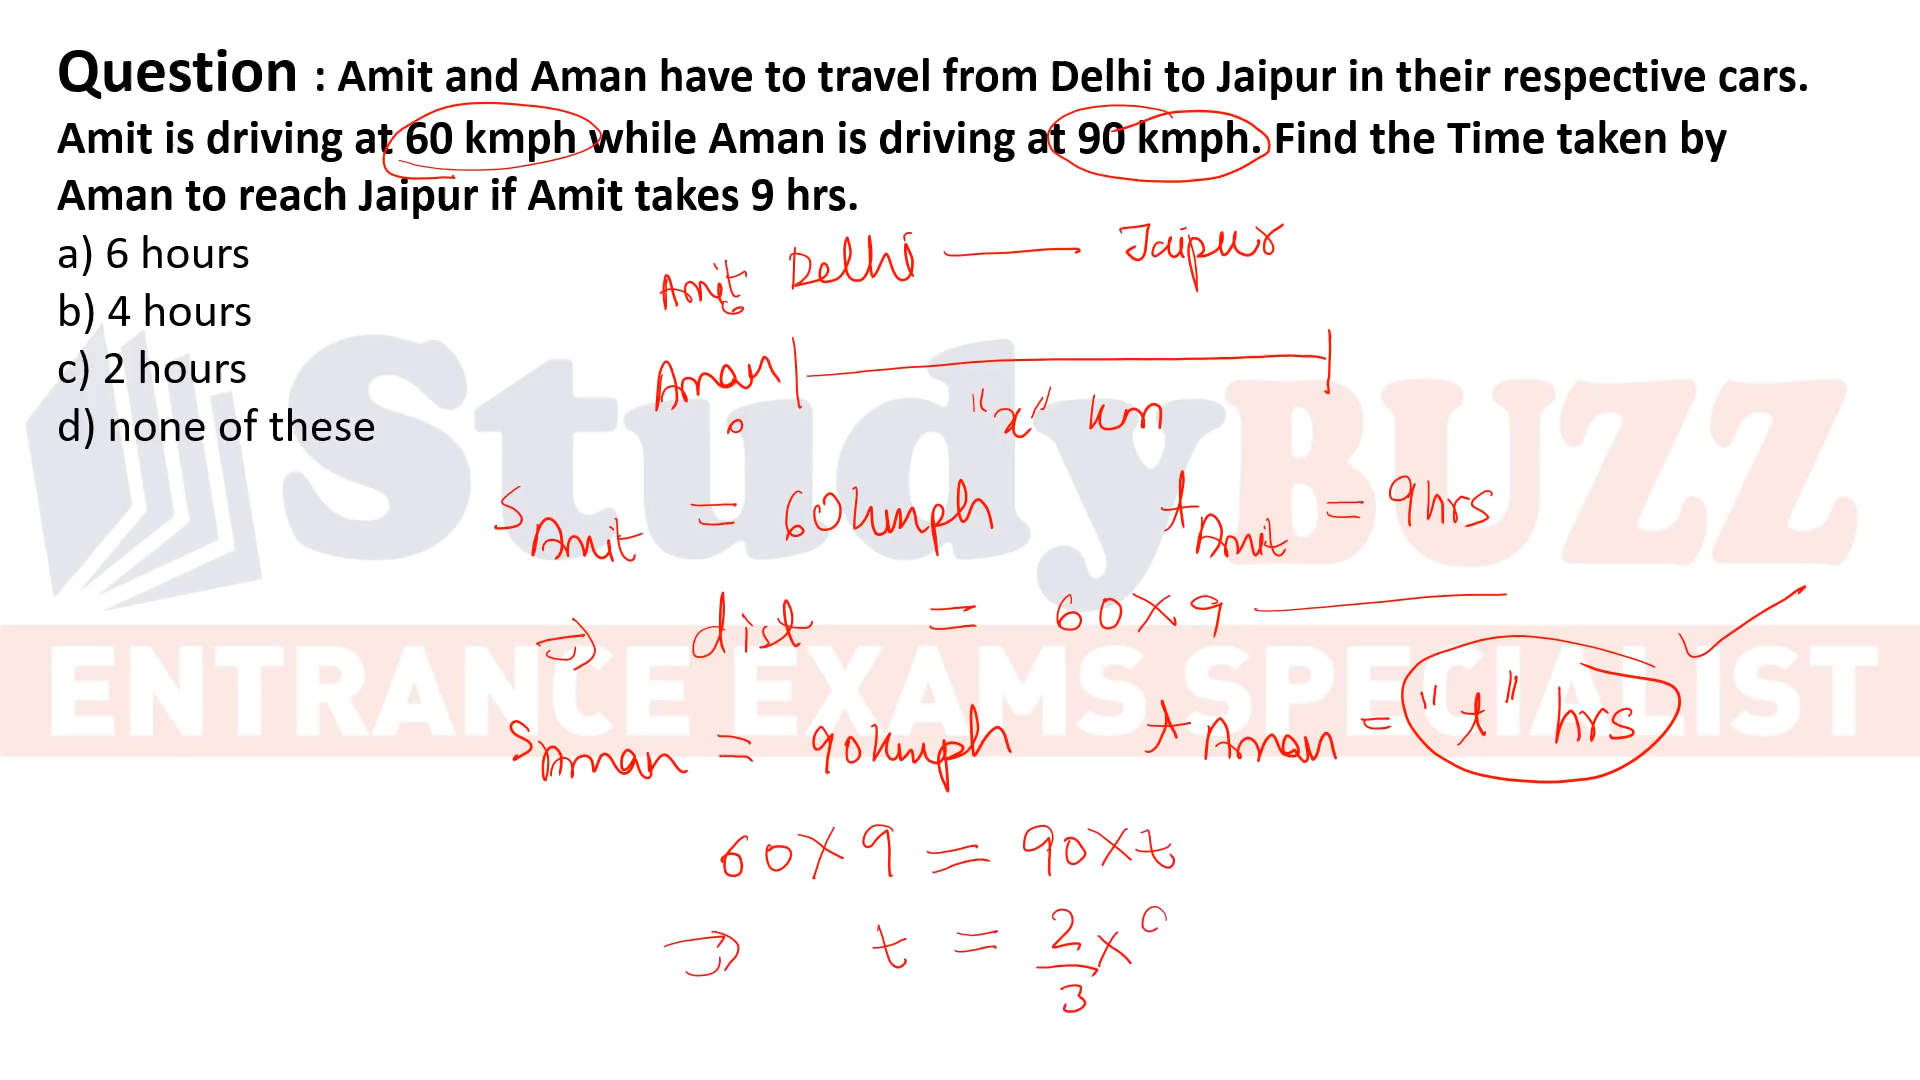 Question : Amit and Aman have to travel from Delhi to Jaipur in their respective cars.
Amit is driving at 60 kmph while Aman is driving at 90 kmph. Find the Time taken by
Aman to reach Jaipur if Amit takes 9 hrs.
a) 6 hours
b) 4 hours
c) 2 hours
d) none of these
Amit Delhi —— Jaipur
Aman
"x" km
S Amit = 60kmph t Amit = 9hrs
⇒ dist = 60×9
S Aman = 90kmph t Aman = "t" hrs
60×9 = 90×t
⇒ t = 2/3 ×
StudyBUZZ
ENTRANCE EXAMS SPECIALIST